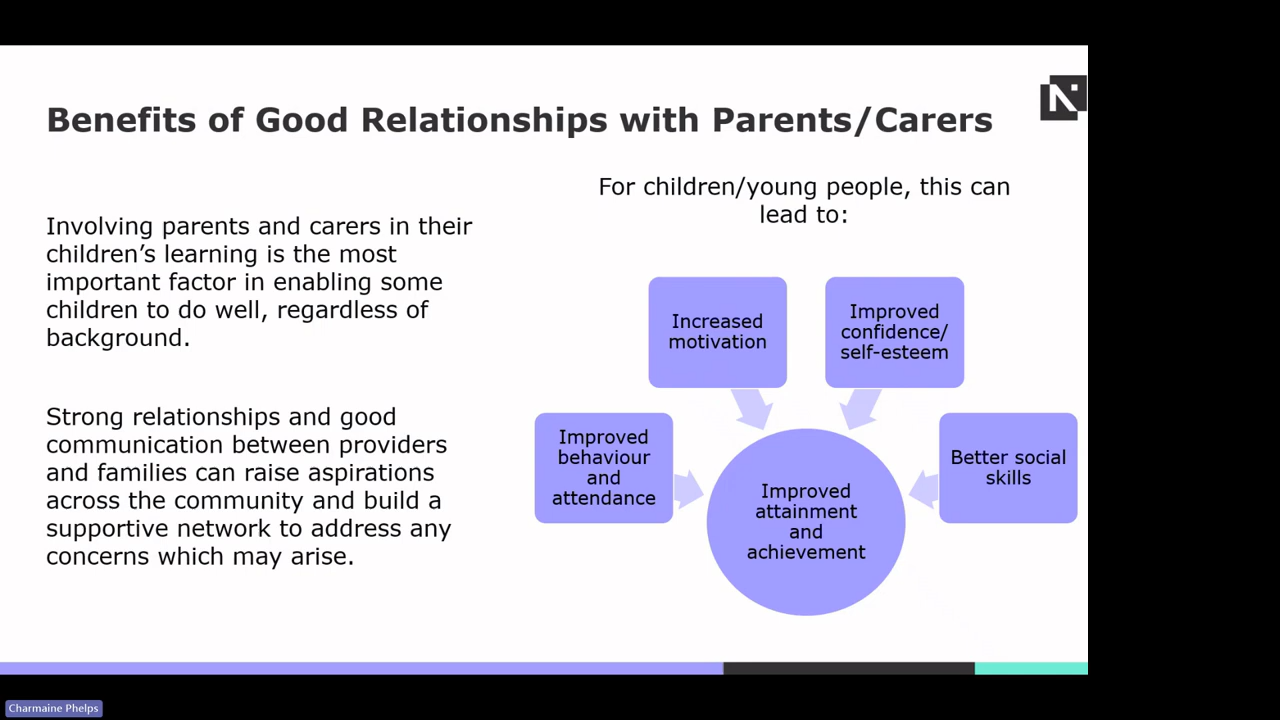 Benefits of Good Relationships with Parents/Carers
Involving parents and carers in their
children’s learning is the most
important factor in enabling some
children to do well, regardless of
background.
Strong relationships and good
communication between providers
and families can raise aspirations
across the community and build a
supportive network to address any
concerns which may arise.
For children/young people, this can
lead to:
Improved
behaviour
and
attendance
Increased
motivation
Improved
confidence/
self-esteem
Better social
skills
Improved
attainment
and
achievement
N
Charmaine Phelps